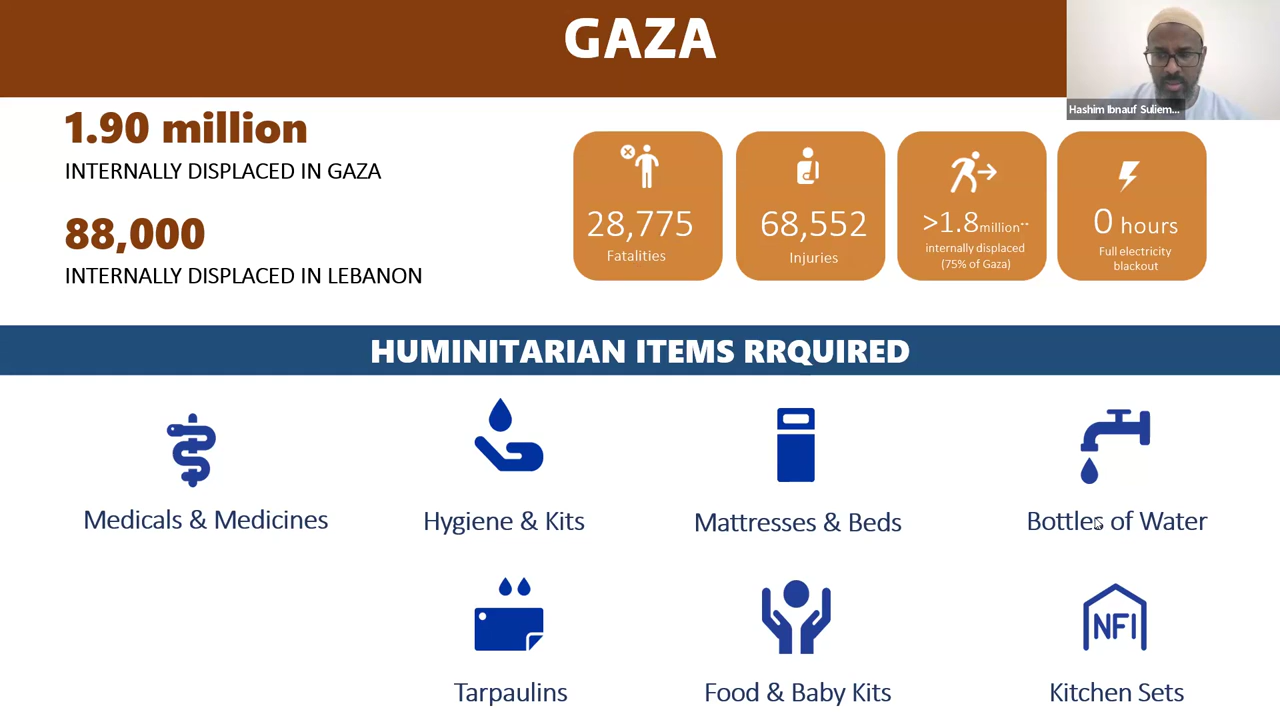 GAZA
Hashim Ibnauf Suliem...
1.90 million
INTERNALLY DISPLACED IN GAZA
88,000
INTERNALLY DISPLACED IN LEBANON
28,775
Fatalities
68,552
Injuries
>1.8 million**
internally displaced
(75% of Gaza)
0 hours
Full electricity
blackout
HUMINITARIAN ITEMS RRQUIRED
Medicals & Medicines
Hygiene & Kits
Mattresses & Beds
Bottles of Water
NFI
Tarpaulins
Food & Baby Kits
Kitchen Sets